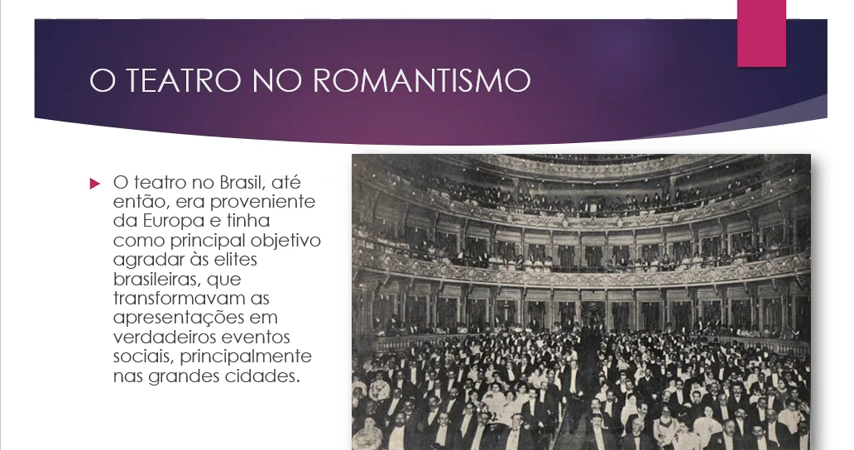 O TEATRO NO ROMANTISMO
O teatro no Brasil, até
então, era proveniente
da Europa e tinha
como principal objetivo
agradar às elites
brasileiras, que
transformavam as
apresentações em
verdadeiros eventos
sociais, principalmente
nas grandes cidades.